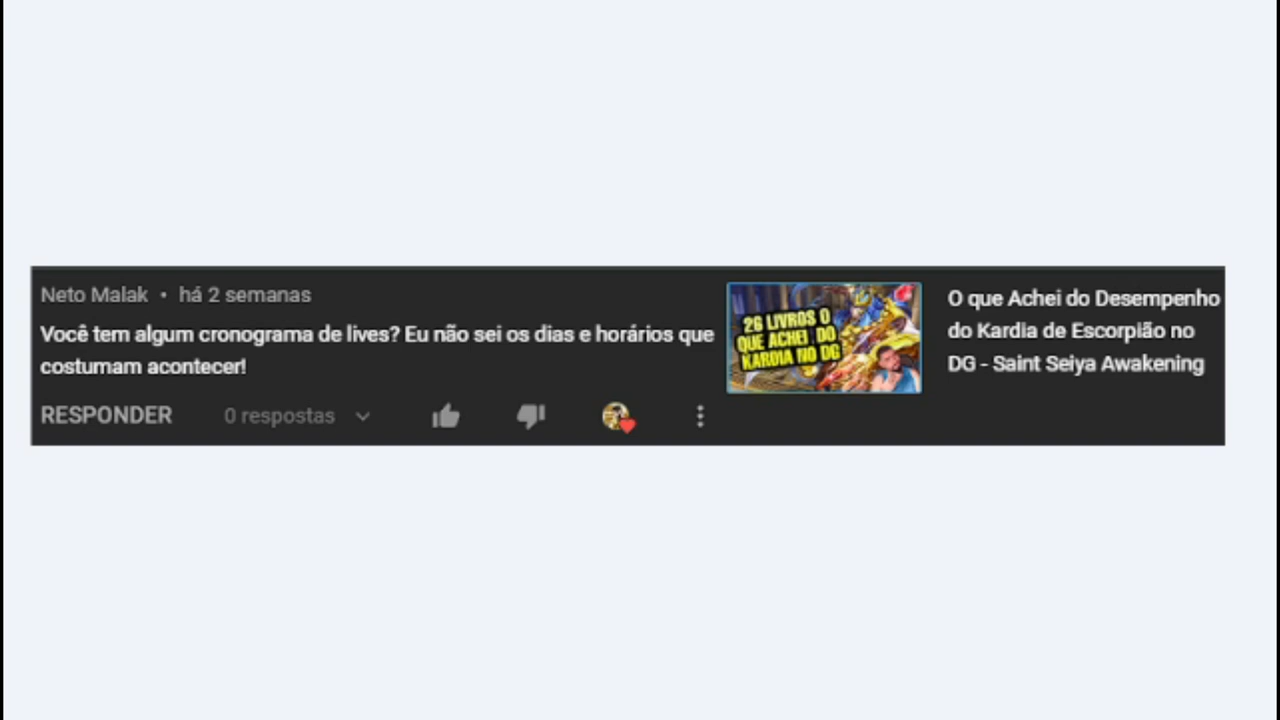 Neto Malak • há 2 semanas
Você tem algum cronograma de lives? Eu não sei os dias e horários que
costumam acontecer!
RESPONDER 0 respostas
26 LIVROS O
QUE ACHEI DO
KARDIA NO DG
O que Achei do Desempenho
do Kardia de Escorpião no
DG - Saint Seiya Awakening